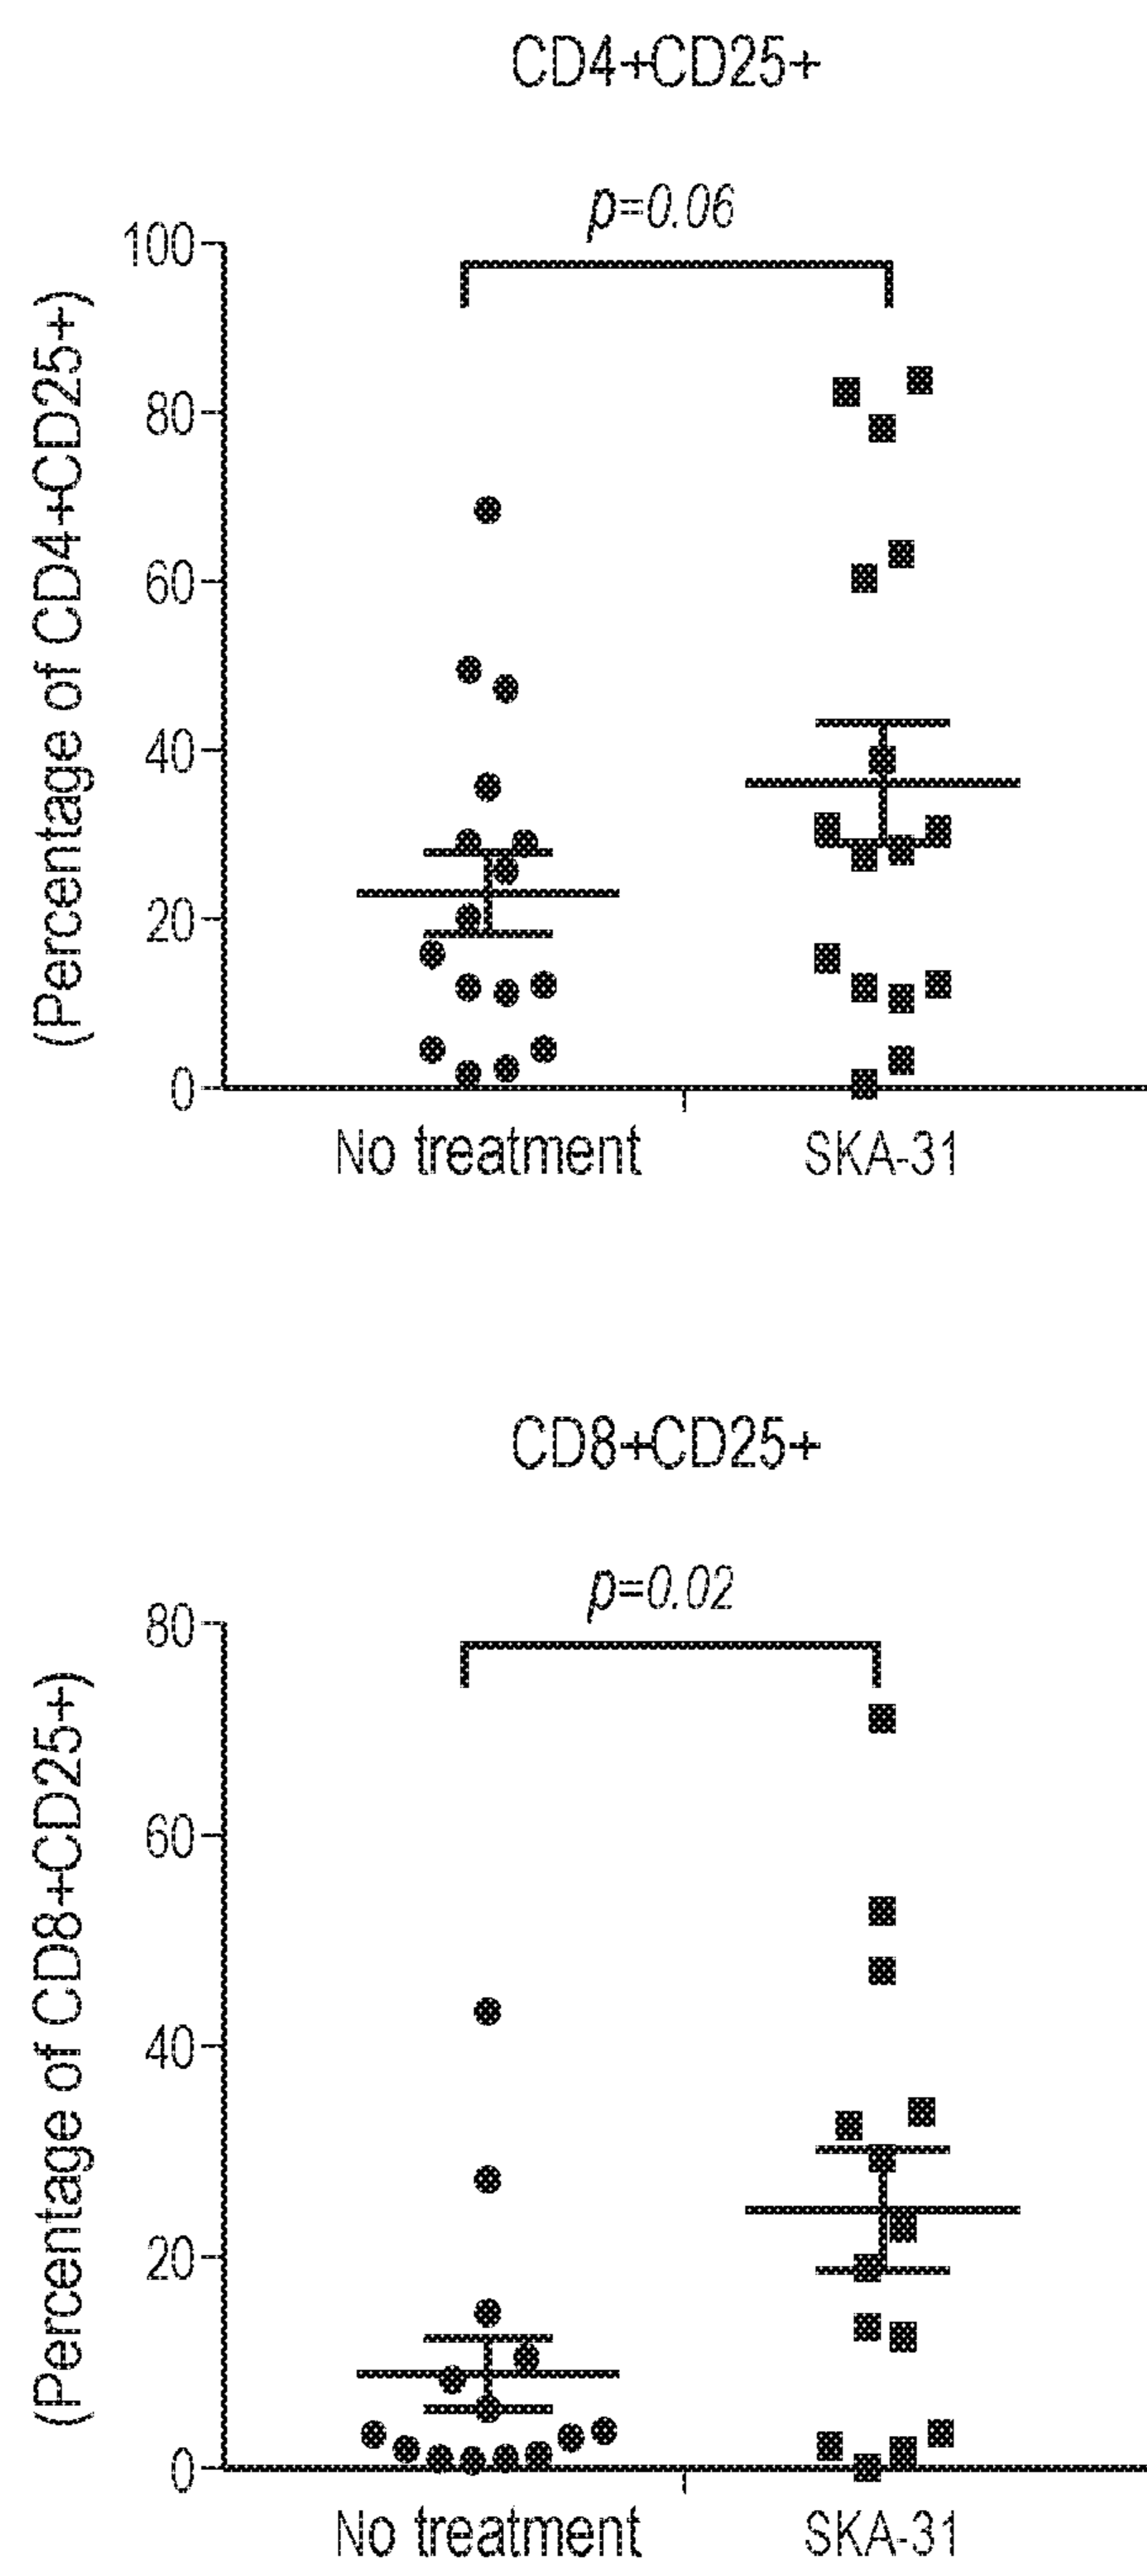 CD4+CD25+
p=0.06
(Percentage of CD4+CD25+)
100
80
60
40
20
0
No treatment SKA-31
CD8+CD25+
p=0.02
(Percentage of CD8+CD25+)
80
60
40
20
0
No treatment SKA-31